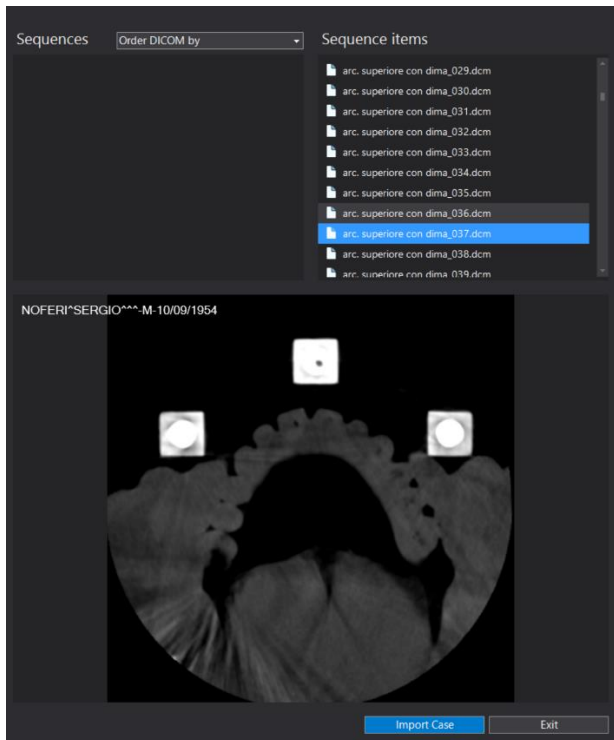 Sequences
Order DICOM by
Sequence items
arc. superiore con dima_029.dcm
arc. superiore con dima_030.dcm
arc. superiore con dima_031.dcm
arc. superiore con dima_032.dcm
arc. superiore con dima_033.dcm
arc. superiore con dima_034.dcm
arc. superiore con dima_035.dcm
arc. superiore con dima_036.dcm
arc. superiore con dima_037.dcm
arc. superiore con dima_038.dcm
arc. superiore con dima_039.dcm
NOFERI^SERGIO^^^-M-10/09/1954
Import Case
Exit